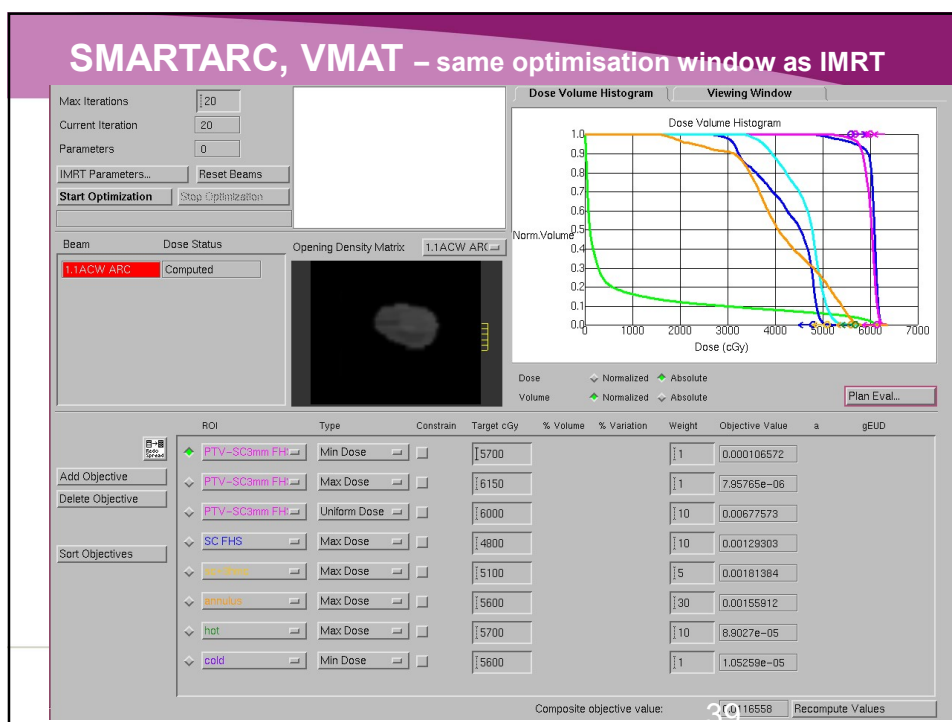 SMARTARC, VMAT – same optimisation window as IMRT
Max Iterations 20
Current Iteration 20
Parameters 0
IMRT Parameters... Reset Beams
Start Optimization Stop Optimization
Beam Dose Status
1.1ACW ARC Computed
Opening Density Matrix 1.1ACW ARC
Dose Volume Histogram Viewing Window
Dose Volume Histogram
1.0
0.9
0.8
0.7
0.6
0.5
Norm.Volume
0.4
0.3
0.2
0.1
0.0
0 1000 2000 3000 4000 5000 6000 7000
Dose (cGy)
Dose Normalized Absolute
Volume Normalized Absolute
Plan Eval...
ROI Type Constrain Target cGy % Volume % Variation Weight Objective Value a gEUD
Redo Spread
Add Objective
Delete Objective
Sort Objectives
PTV-SC3mm FH Min Dose 5700 1 0.000106572
PTV-SC3mm FH Max Dose 6150 1 7.95765e-06
PTV-SC3mm FH Uniform Dose 6000 10 0.00677573
SC FHS Max Dose 4800 10 0.00129303
Max Dose 5100 5 0.00181384
annulus Max Dose 5600 30 0.00155912
hot Max Dose 5700 10 8.9027e-05
cold Min Dose 5600 1 1.05259e-05
Composite objective value: 0.0116558 Recompute Values
39